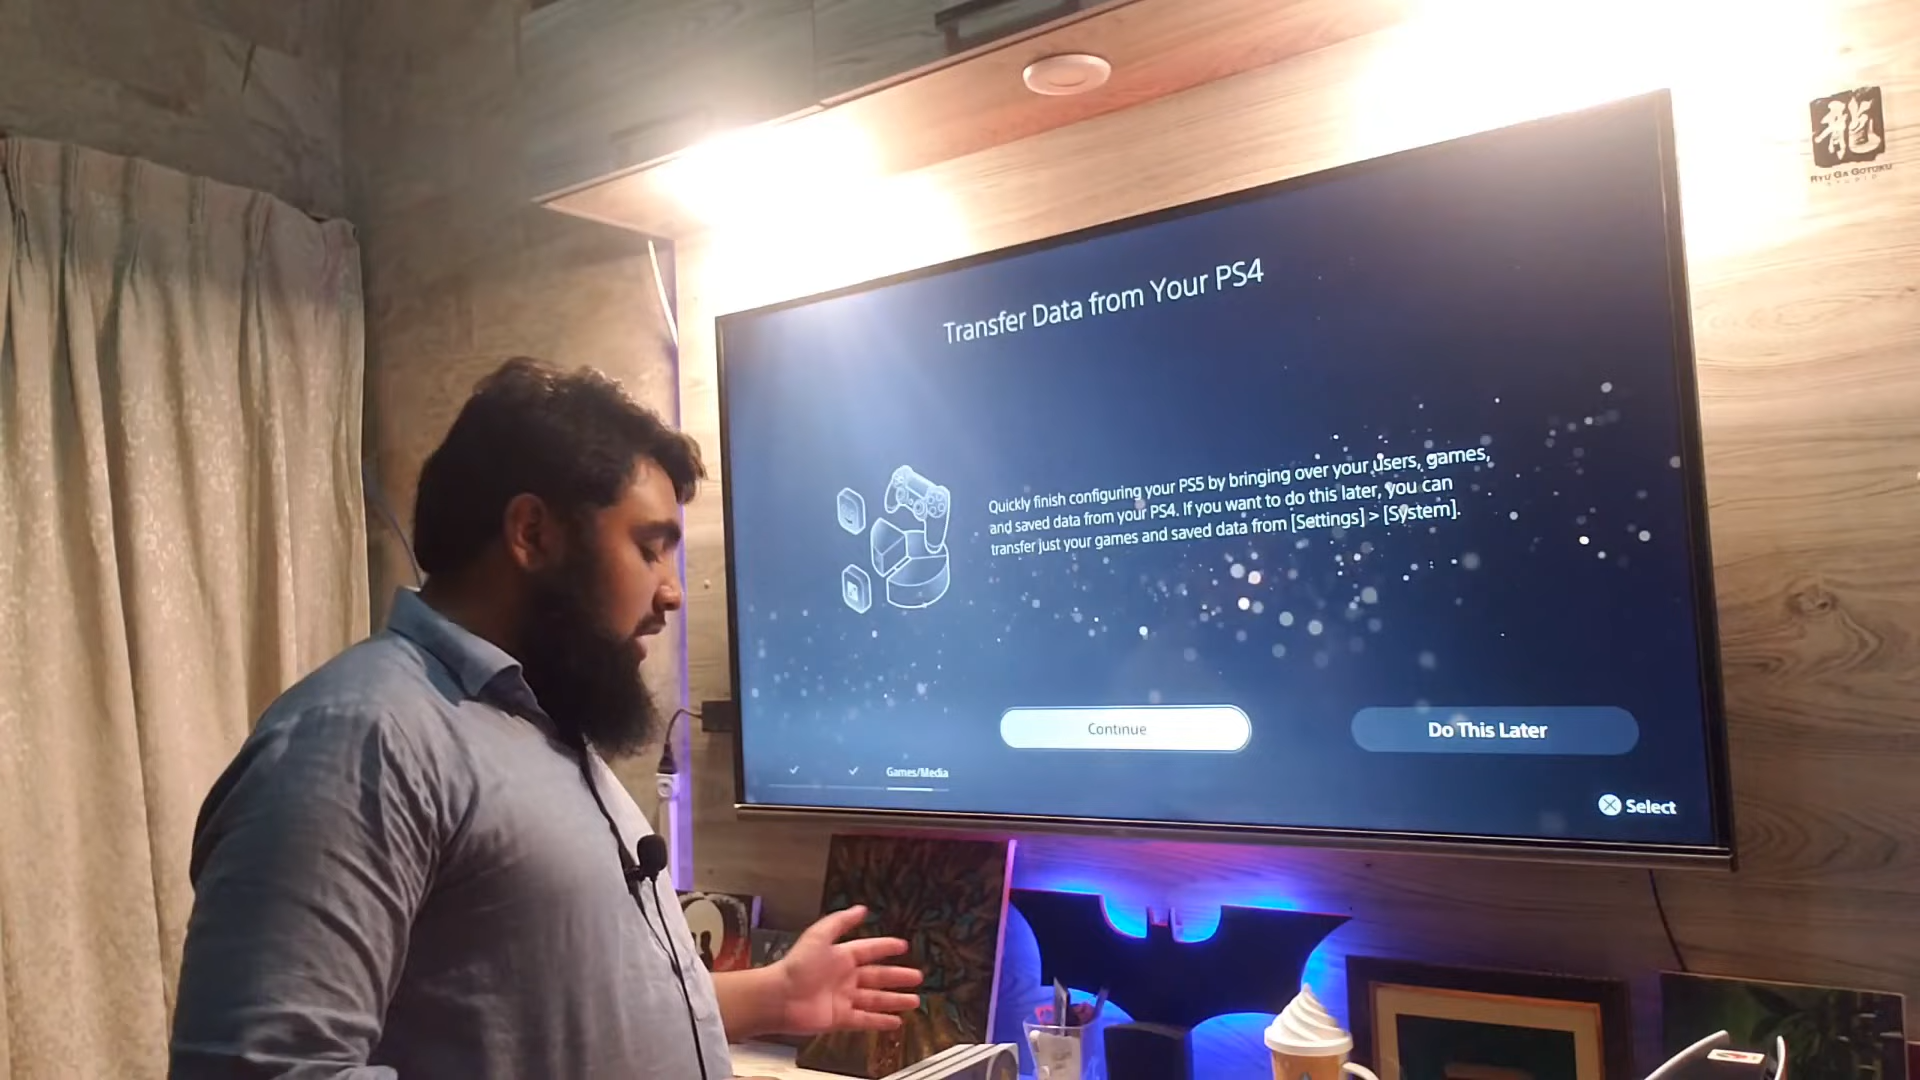 龍
RYU GA GOTOKU
STUDIO
Transfer Data from Your PS4
Quickly finish configuring your PS5 by bringing over your users, games,
and saved data from your PS4. If you want to do this later, you can
transfer just your games and saved data from [Settings] > [System].
Continue
Do This Later
Games/Media
Select